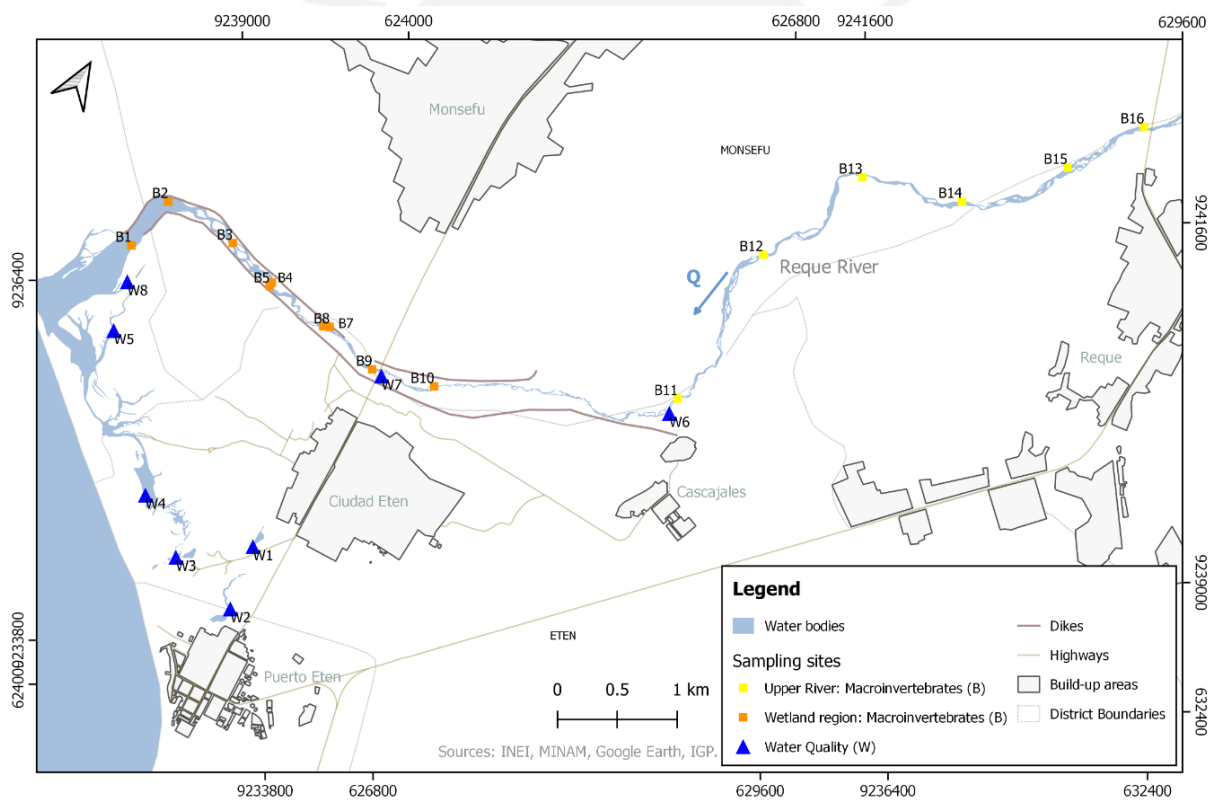 9239000
624000
626800
9241600
629600
Monsefu
MONSEFU
B16
B15
B13
B14
B2
B1
B3
B12
Reque River
9241600
Q
9236400
B5
B4
W8
W5
B8
B7
B9
W7
B10
B11
W6
Reque
W4
Ciudad Eten
Cascajales
W1
W3
W2
9239000
9233800
624000
ETEN
Puerto Eten
0 0.5 1 km
Sources: INEI, MINAM, Google Earth, IGP.
Legend
Water bodies
Sampling sites
Upper River: Macroinvertebrates (B)
Wetland region: Macroinvertebrates (B)
Water Quality (W)
Dikes
Highways
Build-up areas
District Boundaries
632400
9233800
626800
629600
9236400
632400